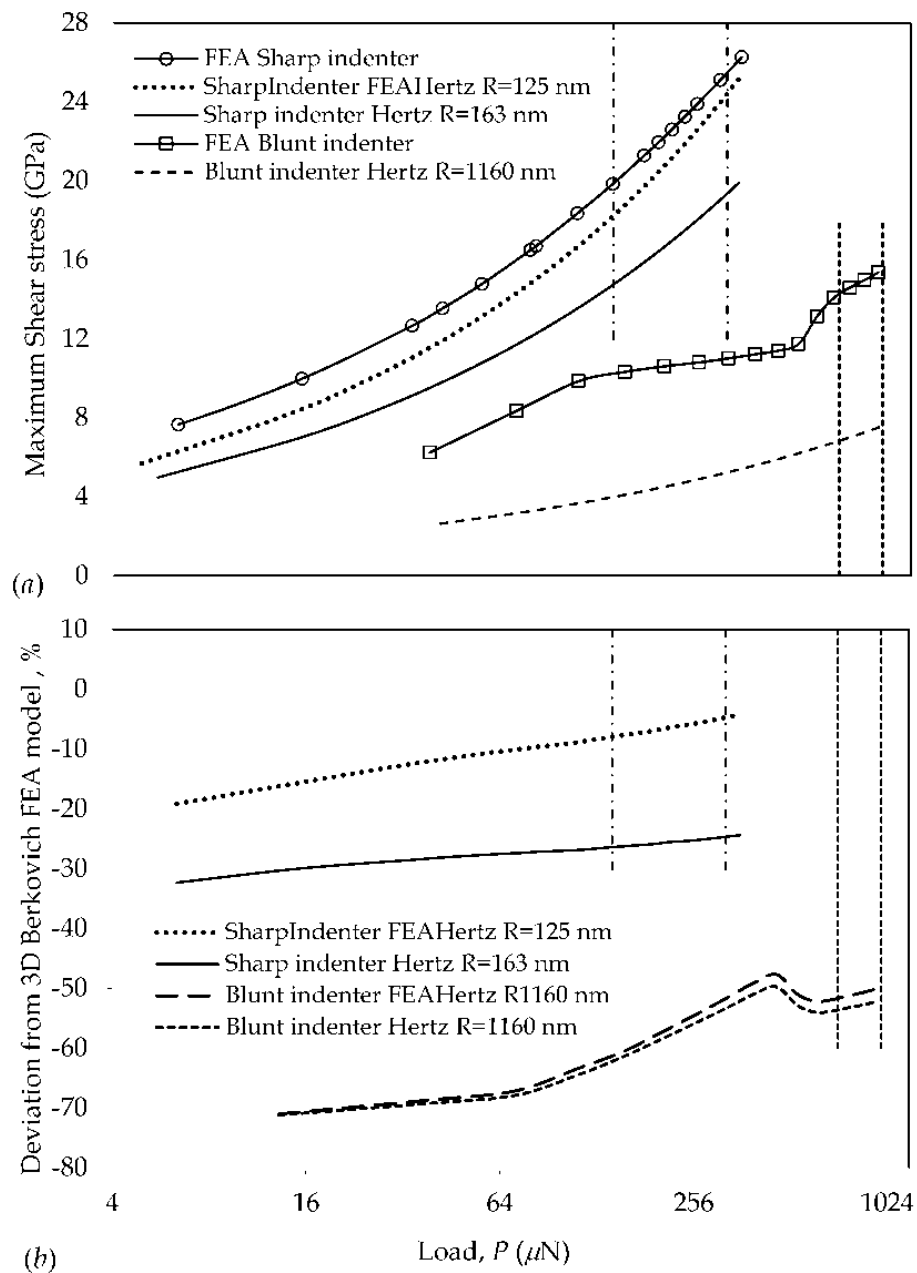 28
24
20
16
12
8
4
0
Maximum Shear stress (GPa)
FEA Sharp indenter
SharpIndenter FEAHertz R=125 nm
Sharp indenter Hertz R=163 nm
FEA Blunt indenter
Blunt indenter Hertz R=1160 nm
(a)
10
0
-10
-20
-30
-40
-50
-60
-70
-80
Deviation from 3D Berkovich FEA model , %
SharpIndenter FEAHertz R=125 nm
Sharp indenter Hertz R=163 nm
Blunt indenter FEAHertz R1160 nm
Blunt indenter Hertz R=1160 nm
4 16 64 256 1024
Load, P (μN)
(b)